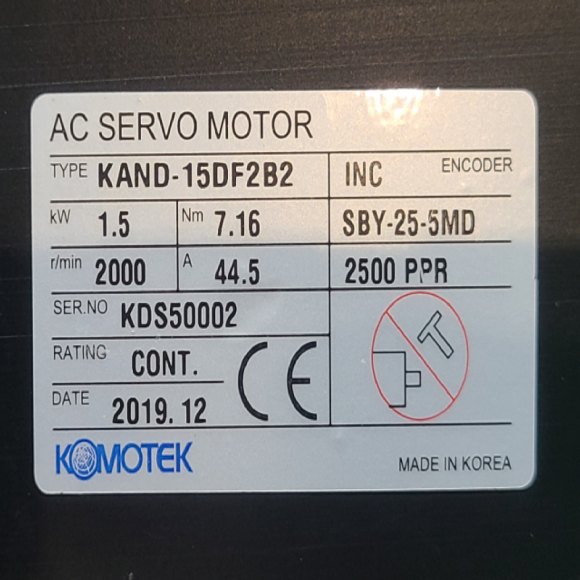 AC SERVO MOTOR
TYPE KAND-15DF2B2 INC ENCODER
kW 1.5 Nm 7.16 SBY-25-5MD
r/min 2000 A 44.5 2500 PPR
SER.NO KDS50002
RATING CONT. CE
DATE 2019.12
KOMOTEK MADE IN KOREA